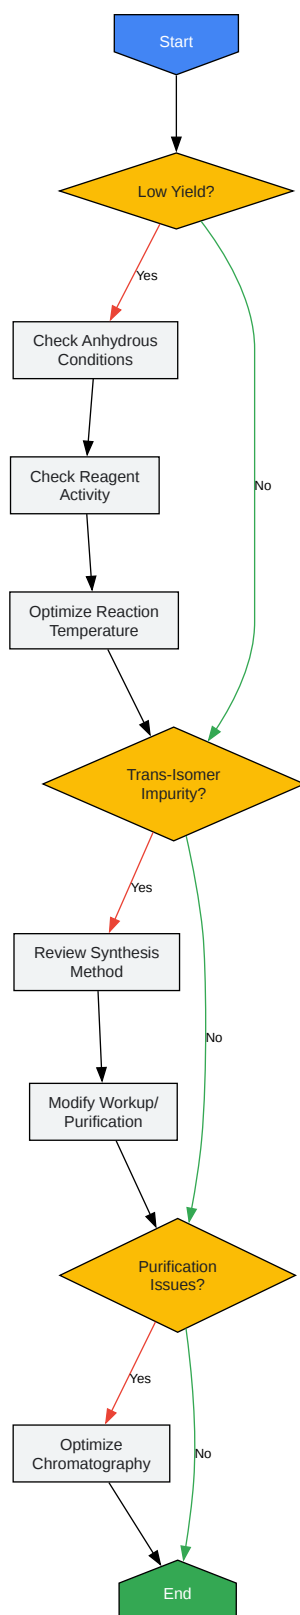 Start
Low Yield?
Yes
Check Anhydrous
Conditions
Check Reagent
Activity
No
Optimize Reaction
Temperature
Trans-Isomer
Impurity?
Yes
Review Synthesis
Method
No
Modify Workup/
Purification
Purification
Issues?
Yes
Optimize
Chromatography
No
End